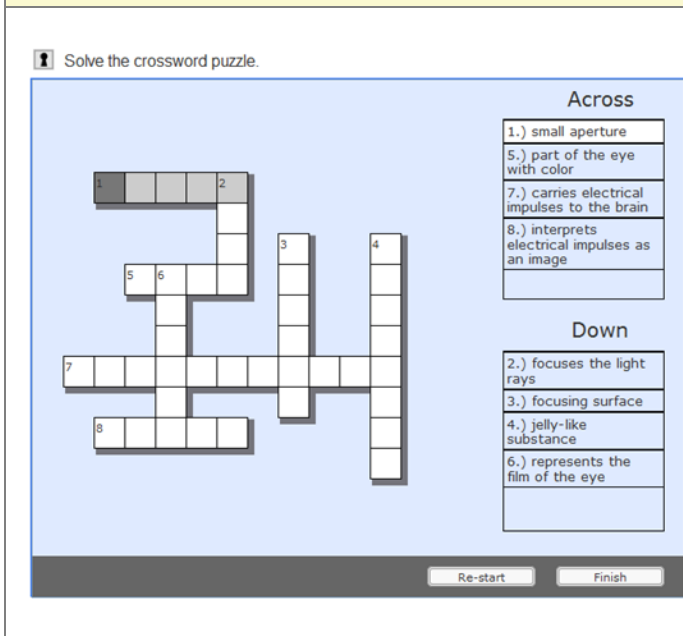 Solve the crossword puzzle.
Across
1.) small aperture
5.) part of the eye
with color
7.) carries electrical
impulses to the brain
8.) interprets
electrical impulses as
an image
Down
2.) focuses the light
rays
3.) focusing surface
4.) jelly-like
substance
6.) represents the
film of the eye
1 2
3 4
5 6
7
8
Re-start Finish